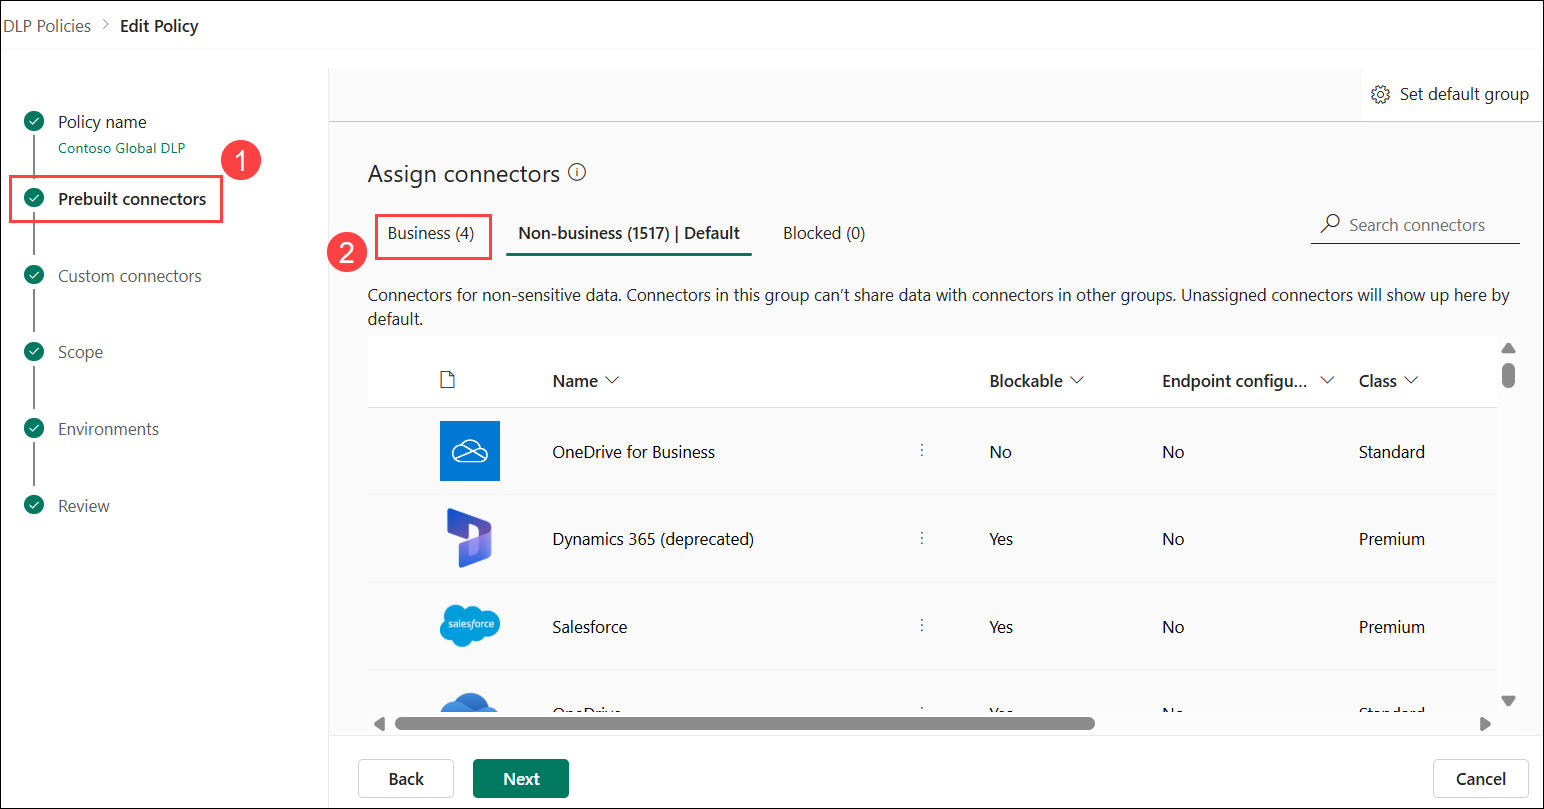 DLP Policies > Edit Policy
Set default group
Policy name
Contoso Global DLP
1
Prebuilt connectors
Custom connectors
Scope
Environments
Review
Assign connectors
2
Business (4) Non-business (1517) | Default Blocked (0) Search connectors
Connectors for non-sensitive data. Connectors in this group can't share data with connectors in other groups. Unassigned connectors will show up here by
default.
Name Blockable Endpoint configu... Class
OneDrive for Business No No Standard
Dynamics 365 (deprecated) Yes No Premium
salesforce Salesforce Yes No Premium
OneDrive Yes No Standard
Back Next Cancel